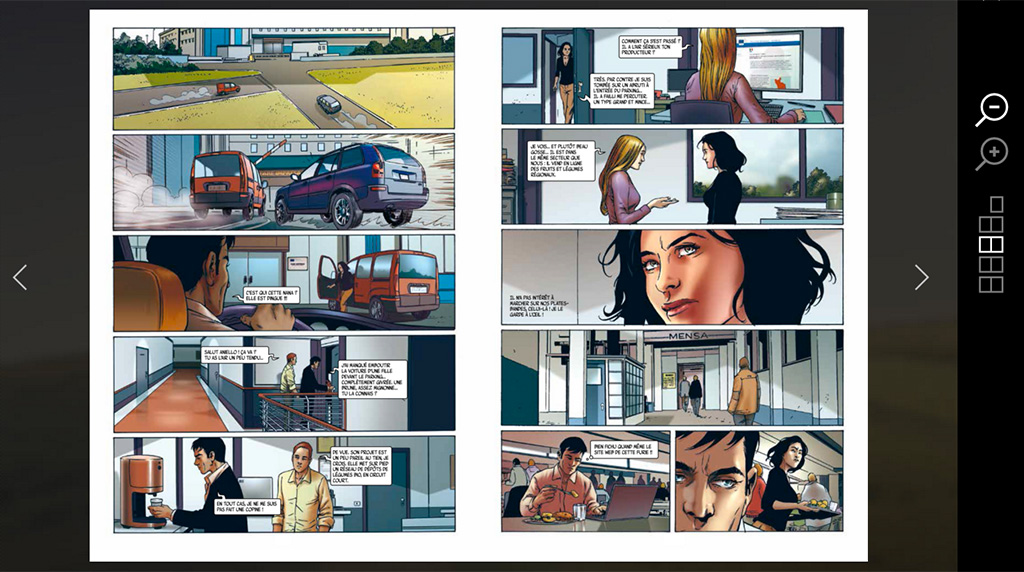 C'EST QUI CETTE NANA ?
ELLE EST DINGUE !!!
SALUT ANIELLO ! ÇA VA ?
TU AS L'AIR UN PEU TENDU...
J'AI MANQUÉ EMBOUTIR
LA VOITURE D'UNE FILLE
DEVANT LE PARKING...
COMPLÈTEMENT GIVRÉE. UNE
BRUNE, ASSEZ MIGNONNE...
TU LA CONNAIS ?
DE VUE. SON PROJET EST
UN PEU PAREIL AU TIEN, JE
CROIS. ELLE MET SUR PIED
UN RÉSEAU DE DÉPÔTS DE
LÉGUMES BIO, EN CIRCUIT
COURT.
EN TOUT CAS, JE NE ME SUIS
PAS FAIT UNE COPINE !
COMMENT ÇA S'EST PASSÉ ?
IL A L'AIR SÉRIEUX TON
PRODUCTEUR ?
TRÈS. PAR CONTRE JE SUIS
TOMBÉE SUR UN ABRUTI À
L'ENTRÉE DU PARKING...
IL A FAILLI ME PERCUTER.
UN TYPE GRAND ET MINCE...
JE VOIS... ET PLUTÔT BEAU
GOSSE... IL EST DANS
LE MÊME SECTEUR QUE
NOUS : IL VEND EN LIGNE
DES FRUITS ET LÉGUMES
RÉGIONAUX.
IL N'A PAS INTÉRÊT À
MARCHER SUR NOS PLATES-
BANDES, CELUI-LÀ ! JE LE
GARDE À L'ŒIL !
MENSA
BIEN FICHU QUAND MÊME LE
SITE WEB DE CETTE FURIE !!